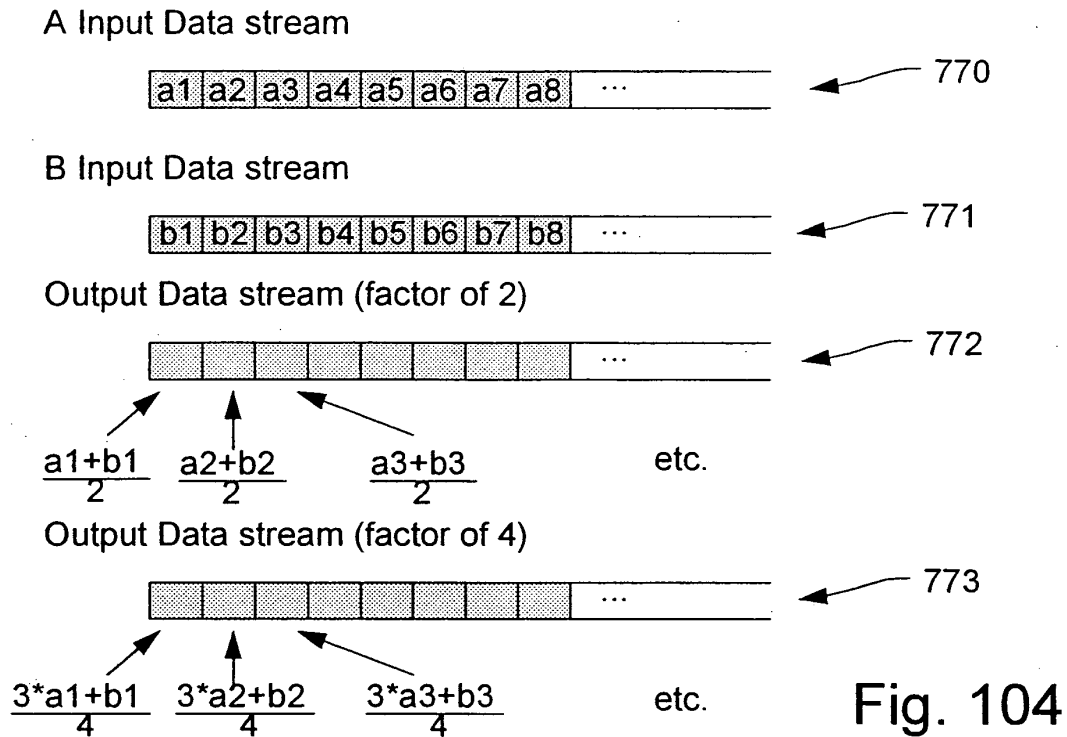 A Input Data stream
a1 a2 a3 a4 a5 a6 a7 a8 ... 770
B Input Data stream
b1 b2 b3 b4 b5 b6 b7 b8 ... 771
Output Data stream (factor of 2)
... 772
a1+b1 a2+b2 a3+b3 etc.
2 2 2
Output Data stream (factor of 4)
... 773
3*a1+b1 3*a2+b2 3*a3+b3 etc.
4 4 4
Fig. 104